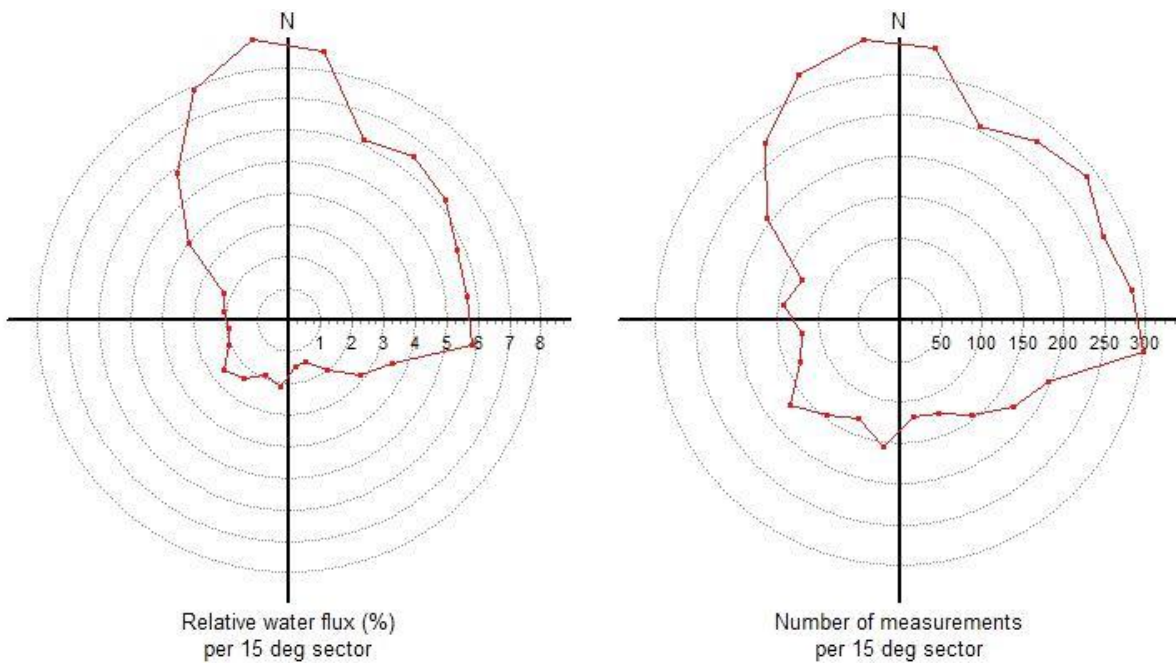 N
1 2 3 4 5 6 7 8
Relative water flux (%)
per 15 deg sector
N
50 100 150 200 250 300
Number of measurements
per 15 deg sector